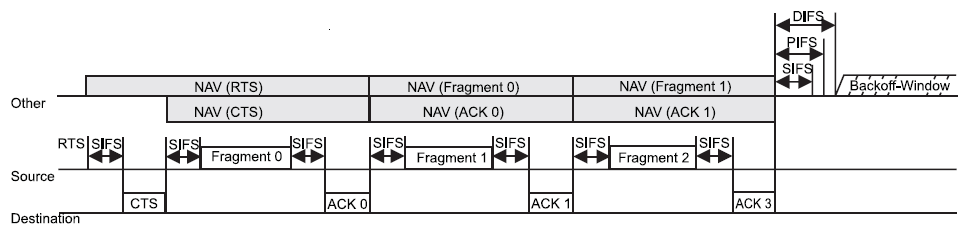 DIFS
PIFS
SIFS
NAV (RTS) NAV (Fragment 0) NAV (Fragment 1) Backoff-Window
Other
NAV (CTS) NAV (ACK 0) NAV (ACK 1)
RTS SIFS SIFS SIFS SIFS SIFS SIFS SIFS
Fragment 0 Fragment 1 Fragment 2
Source
CTS ACK 0 ACK 1 ACK 3
Destination